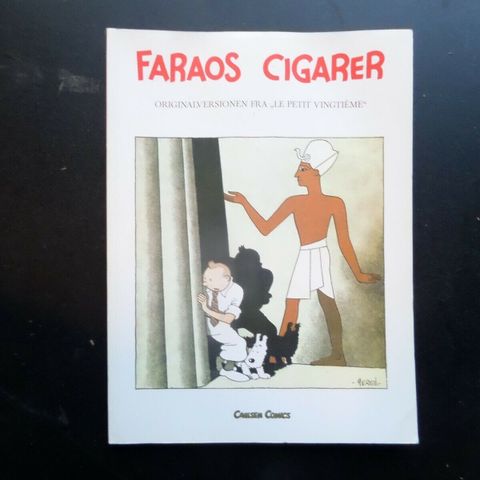 FARAOS CIGARER
ORIGINALVERSIONEN FRA „LE PETIT VINGTIÈME“
-HERGÉ-
CARLSEN COMICS